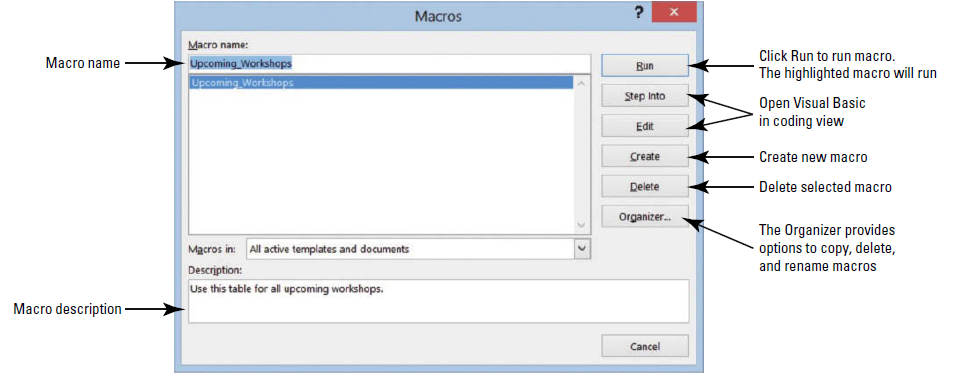 Macros
?
x
Macro name:
Macro name
Upcoming_Workshops
Upcoming_Workshops
Run
Click Run to run macro.
The highlighted macro will run
Step Into
Open Visual Basic
in coding view
Edit
Create
Create new macro
Delete
Delete selected macro
Organizer...
The Organizer provides
options to copy, delete,
and rename macros
Macros in:
All active templates and documents
Description:
Use this table for all upcoming workshops.
Macro description
Cancel